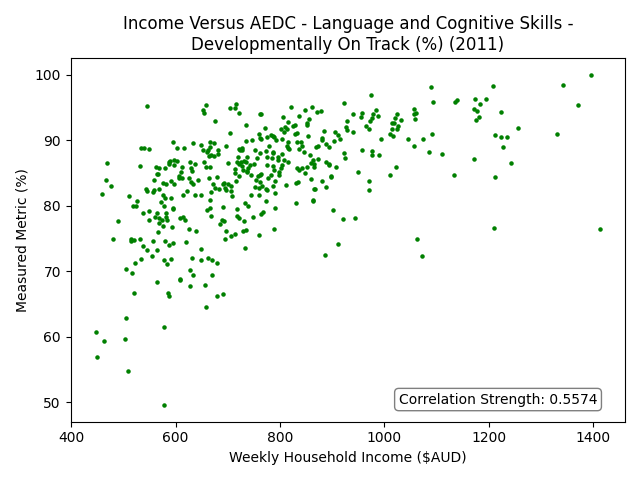 Income Versus AEDC - Language and Cognitive Skills -
Developmentally On Track (%) (2011)
100
90
80
70
60
50
Measured Metric (%)
Correlation Strength: 0.5574
400
600
800
1000
1200
1400
Weekly Household Income ($AUD)